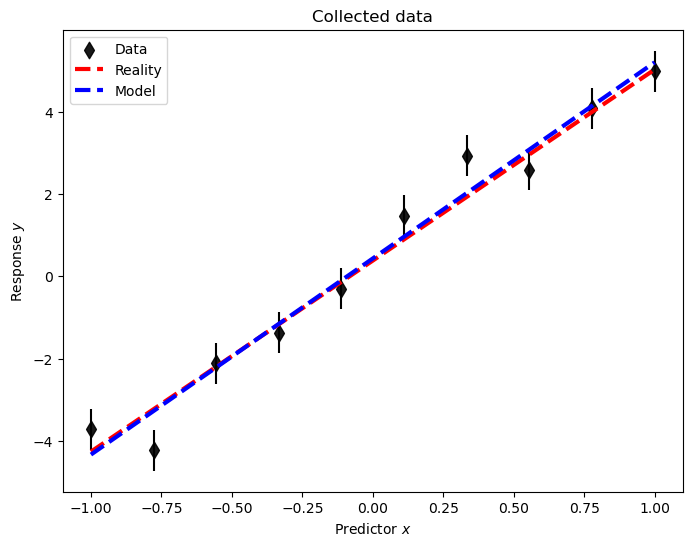 Collected data
Data
Reality
Model
4
2
0
−2
−4
Response y
−1.00 −0.75 −0.50 −0.25 0.00 0.25 0.50 0.75 1.00
Predictor x